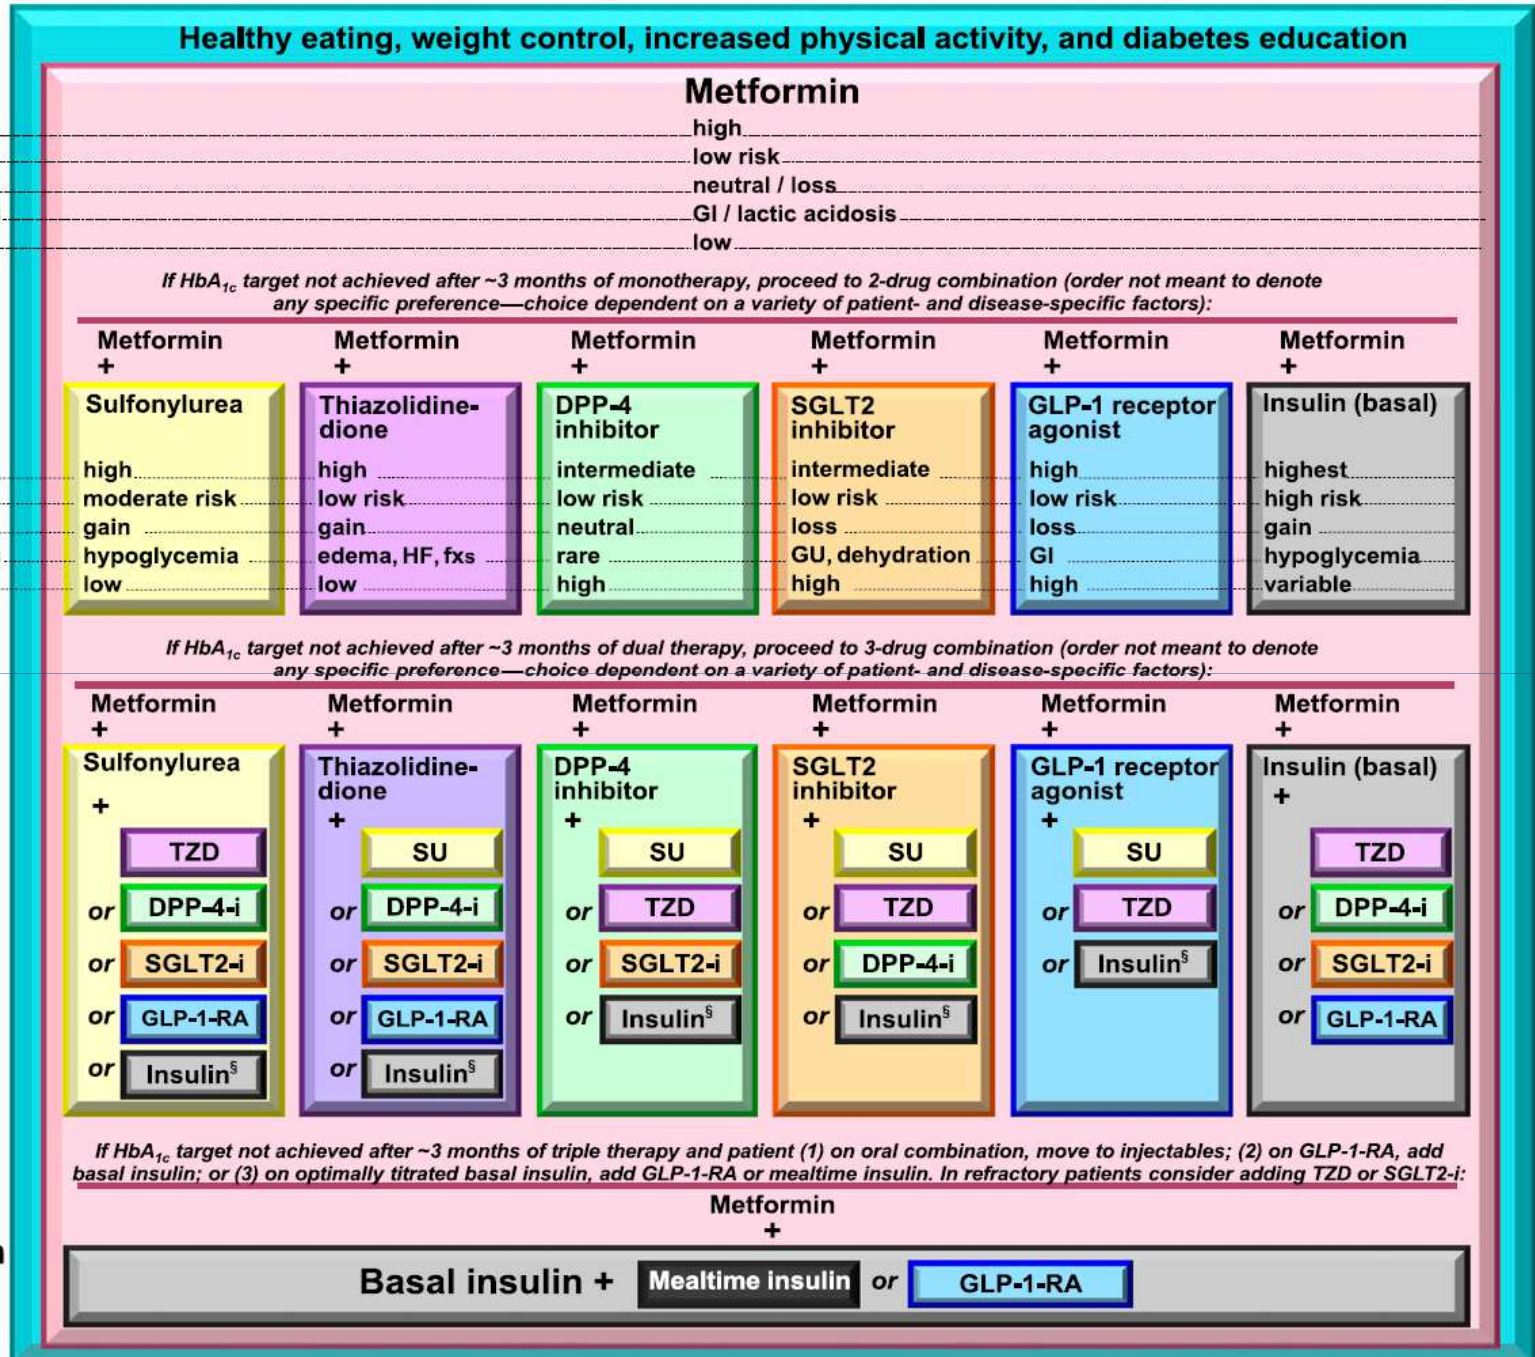 Healthy eating, weight control, increased physical activity, and diabetes education
Metformin
high
low risk
neutral / loss
GI / lactic acidosis
low
If HbA1c target not achieved after ~3 months of monotherapy, proceed to 2-drug combination (order not meant to denote
any specific preference—choice dependent on a variety of patient- and disease-specific factors):
Metformin Metformin Metformin Metformin Metformin Metformin
+ + + + + +
Sulfonylurea
high
moderate risk
gain
hypoglycemia
low
Thiazolidine-
dione
high
low risk
gain
edema, HF, fxs
low
DPP-4
inhibitor
intermediate
low risk
neutral
rare
high
SGLT2
inhibitor
intermediate
low risk
loss
GU, dehydration
high
GLP-1 receptor
agonist
high
low risk
loss
GI
high
Insulin (basal)
highest
high risk
gain
hypoglycemia
variable
If HbA1c target not achieved after ~3 months of dual therapy, proceed to 3-drug combination (order not meant to denote
any specific preference—choice dependent on a variety of patient- and disease-specific factors):
Metformin Metformin Metformin Metformin Metformin Metformin
+ + + + + +
Sulfonylurea
+
TZD
or DPP-4-i
or SGLT2-i
or GLP-1-RA
or Insulin§
Thiazolidine-
dione
+
SU
or DPP-4-i
or SGLT2-i
or GLP-1-RA
or Insulin§
DPP-4
inhibitor
+
SU
or TZD
or SGLT2-i
or Insulin§
SGLT2
inhibitor
+
SU
or TZD
or DPP-4-i
or Insulin§
GLP-1 receptor
agonist
+
SU
or TZD
or Insulin§
Insulin (basal)
+
TZD
or DPP-4-i
or SGLT2-i
or GLP-1-RA
If HbA1c target not achieved after ~3 months of triple therapy and patient (1) on oral combination, move to injectables; (2) on GLP-1-RA, add
basal insulin; or (3) on optimally titrated basal insulin, add GLP-1-RA or mealtime insulin. In refractory patients consider adding TZD or SGLT2-i:
Metformin
+
Basal insulin + Mealtime insulin or GLP-1-RA